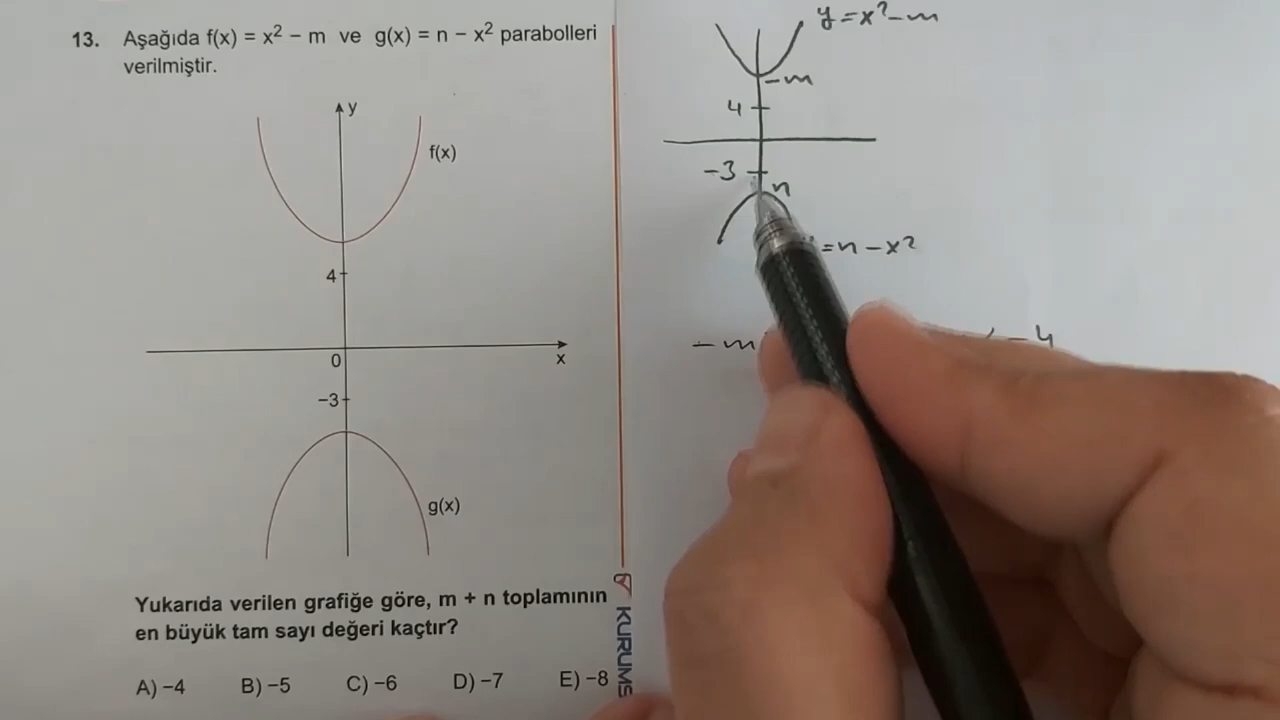 13. Aşağıda f(x) = x² – m ve g(x) = n – x² parabolleri
verilmiştir.
y
f(x)
4
0
x
–3
g(x)
Yukarıda verilen grafiğe göre, m + n toplamının
en büyük tam sayı değeri kaçtır?
A) –4 B) –5 C) –6 D) –7 E) –8
KURUMS
y = x² – m
– m
4
–3
n
= n – x²
– m
–4